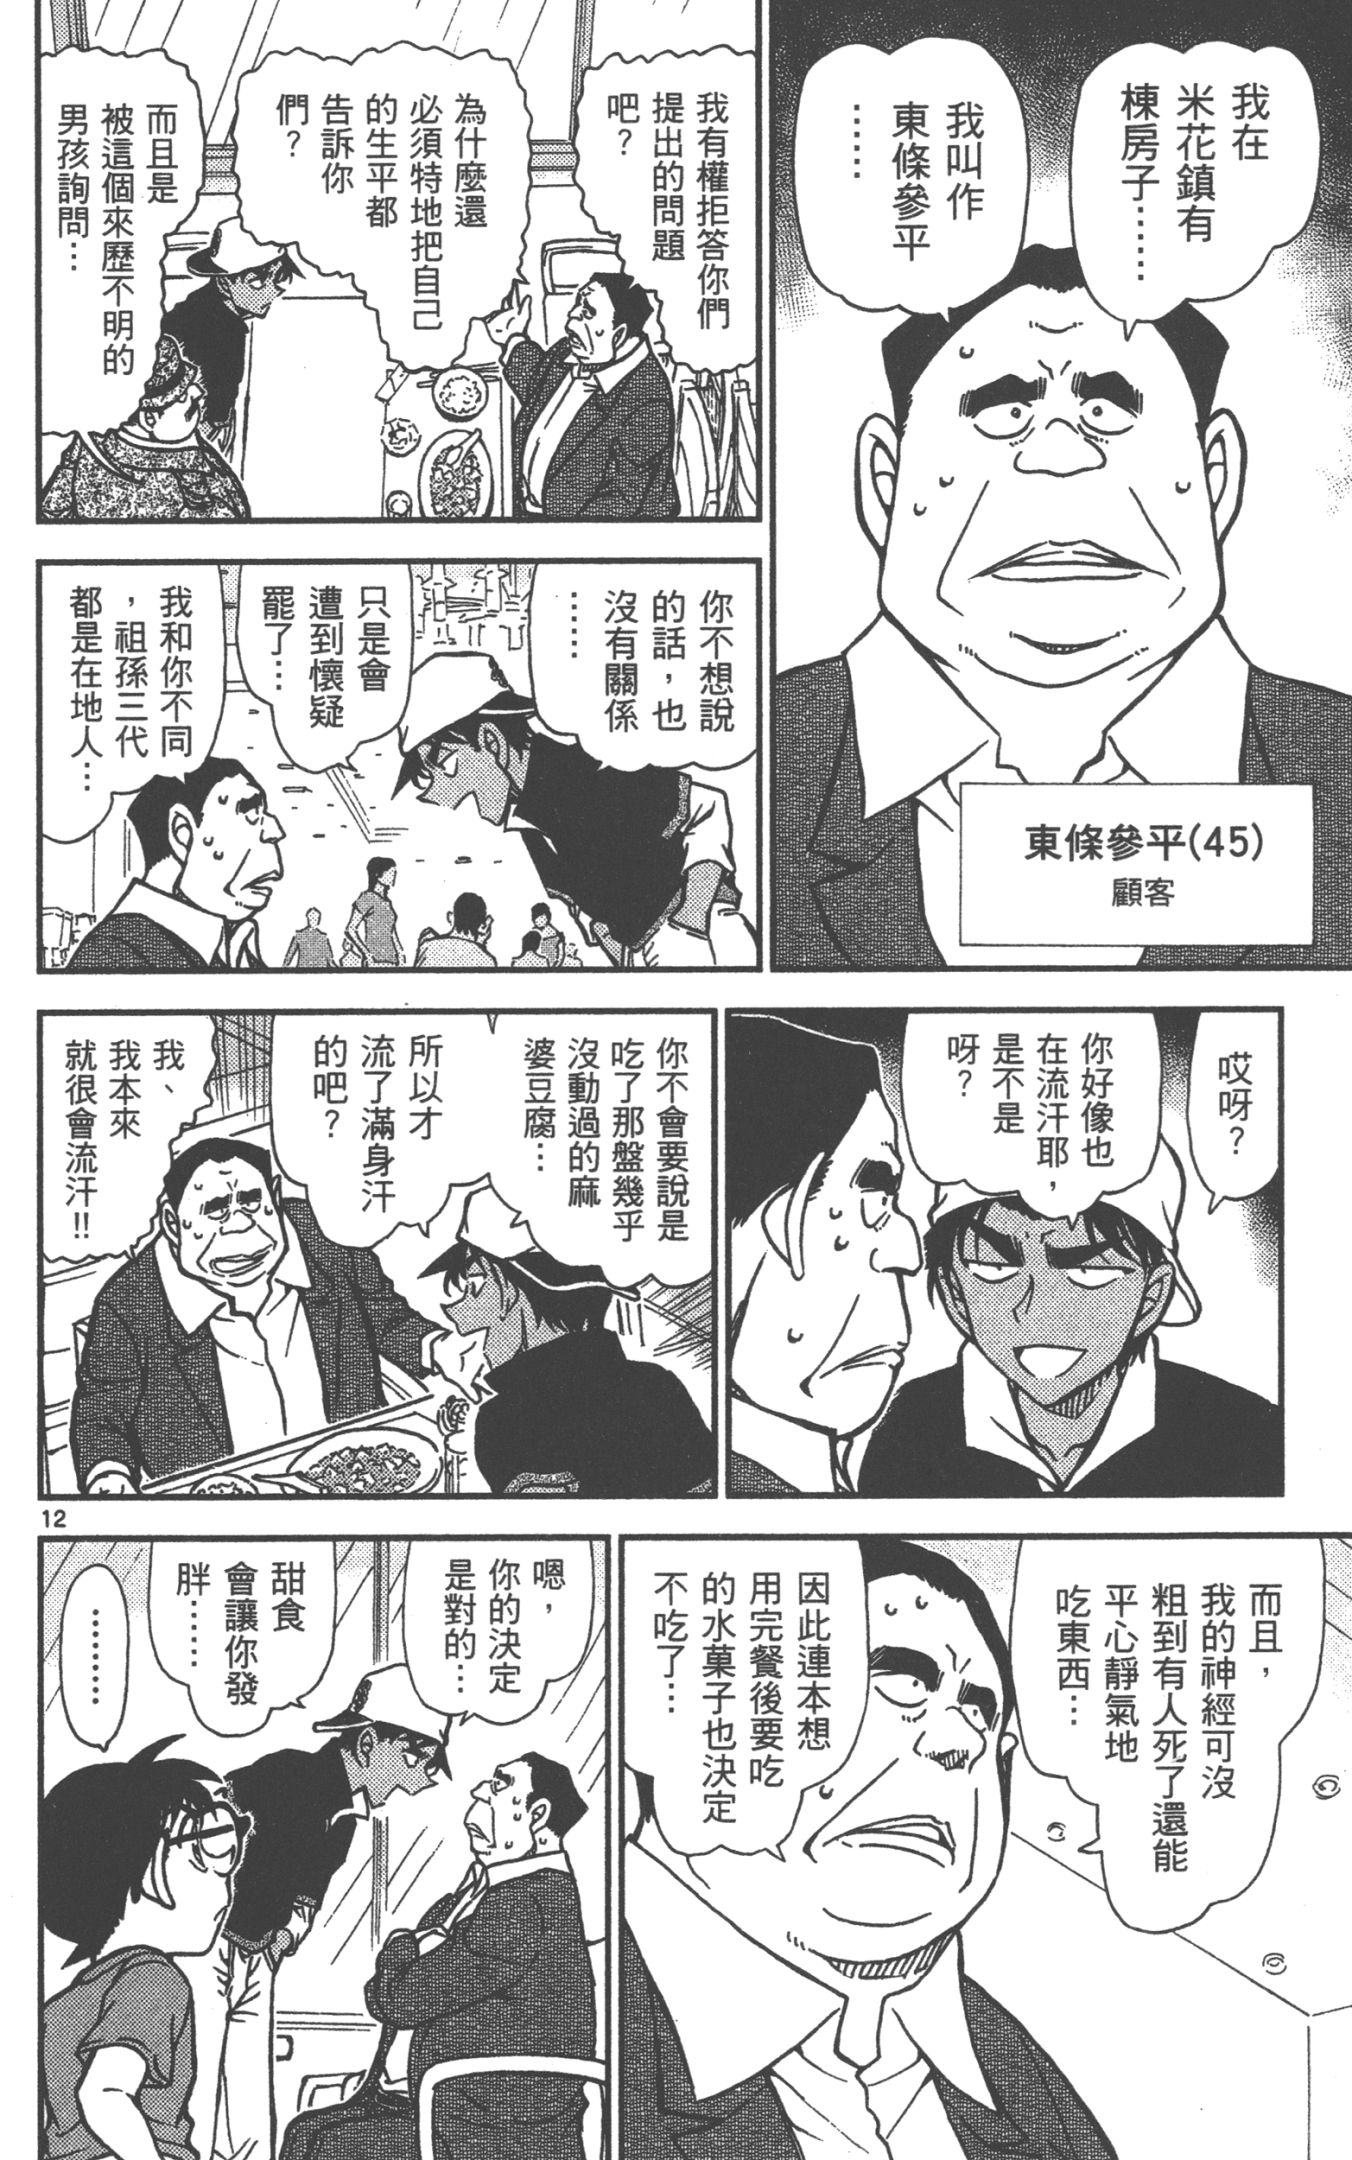 我在
米花鎮有
棟房子……
我叫作
東條參平
……
東條參平(45)
顧客
我有權拒答你們
提出的問題
吧？
為什麼還
必須特地把自己
的生平都
告訴你
們？
而且是
被這個來歷不明的
男孩詢問…
你不想說
的話，也
沒有關係
……
只是會
遭到懷疑
罷了…
我和你不同
，祖孫三代
都是在地人…
哎呀？
你好像也
在流汗耶，
是不是
呀？
你不會要說是
吃了那盤幾乎
沒動過的麻
婆豆腐…
所以才
流了滿身汗
的吧？
我、
我本來
就很會流汗!!
12
而且，
我的神經可沒
粗到有人死了還能
平心靜氣地
吃東西…
因此連本想
用完餐後要吃
的水菓子也決定
不吃了…
嗯，
你的決定
是對的…
甜食
會讓你發
胖……
………